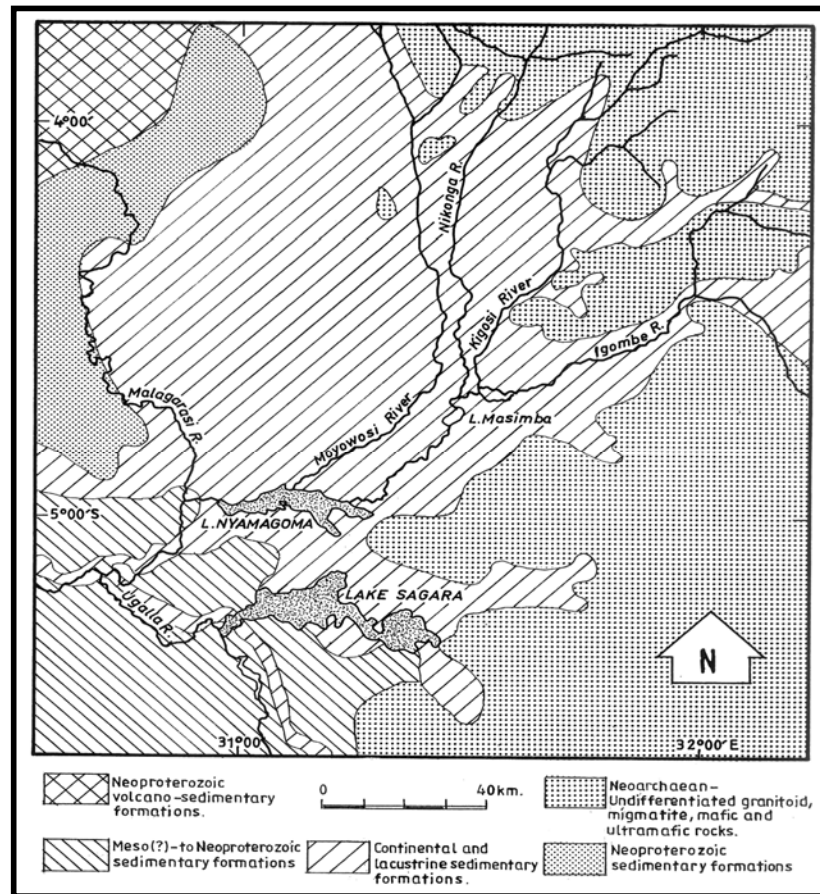 4°00'
Nikonga R.
Kigosi River
Igombe R.
Malagarasi R.
Moyowosi River
L.Masimba
5°00'S
L.NYAMAGOMA
LAKE SAGARA
Ugalla R.
N
31°00'
32°00'E
Neoproterozoic
volcano-sedimentary
formations.
0 40 km.
Neoarchaean-
Undifferentiated granitoid,
migmatite, mafic and
ultramafic rocks.
Meso(?)-to Neoproterozoic
sedimentary formations
Continental and
lacustrine sedimentary
formations.
Neoproterozoic
sedimentary formations